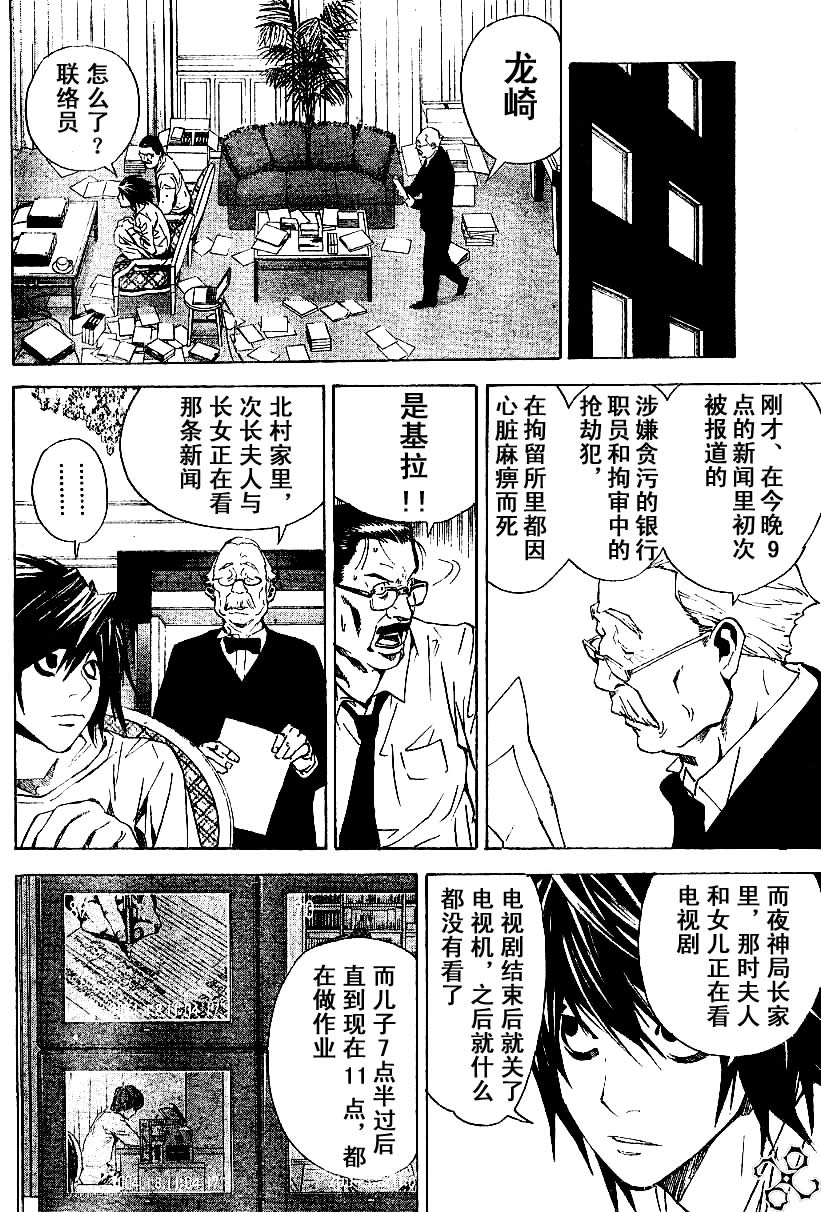 龙崎
怎么了？
联络员
刚才、在今晚9
点的新闻里初次
被报道的
涉嫌贪污的银行
职员和拘审中的
抢劫犯，
在拘留所里都因
心脏麻痹而死
是基拉!!
北村家里，
次长夫人与
长女正在看
那条新闻
………
而夜神局长家
里，那时夫人
和女儿正在看
电视剧
电视剧结束后就关了
电视机，之后就什么
都没有看了
而儿子7点半过后
直到现在11点，都
在做作业